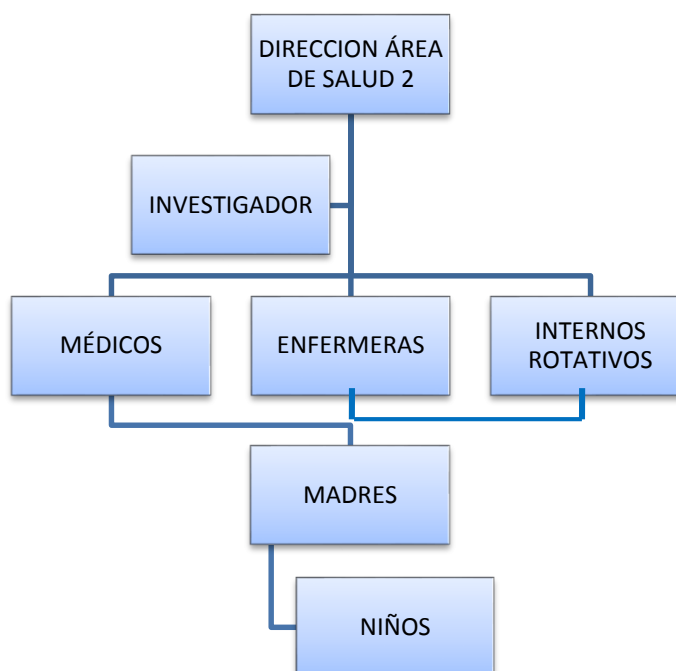 DIRECCION ÁREA
DE SALUD 2
INVESTIGADOR
MÉDICOS
ENFERMERAS
INTERNOS
ROTATIVOS
MADRES
NIÑOS